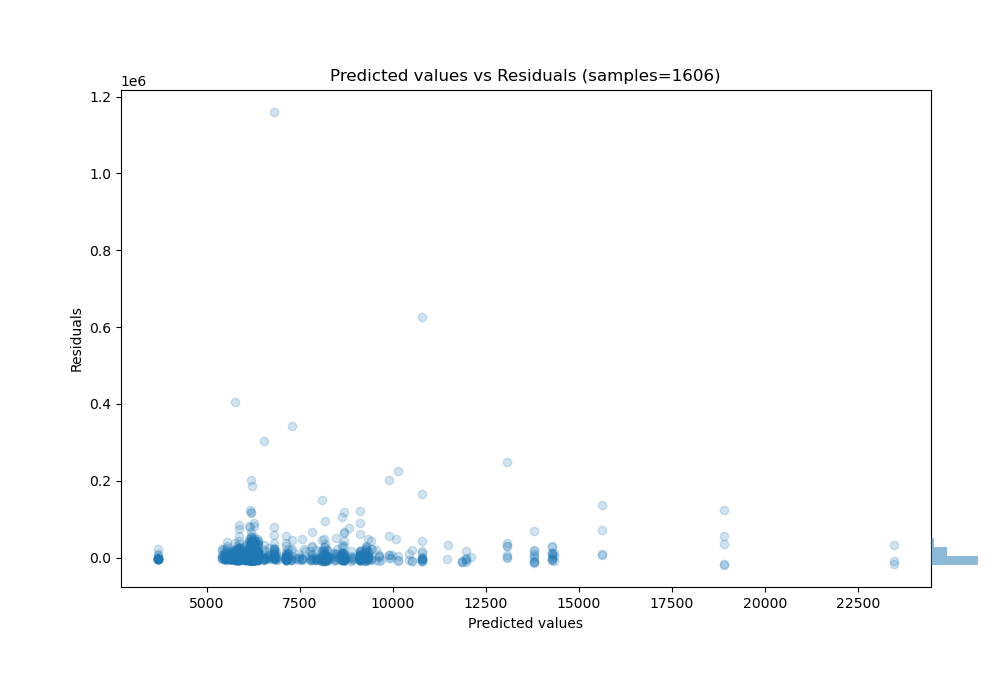 Predicted values vs Residuals (samples=1606)
1e6
1.2
1.0
0.8
0.6
0.4
0.2
0.0
Residuals
5000 7500 10000 12500 15000 17500 20000 22500
Predicted values